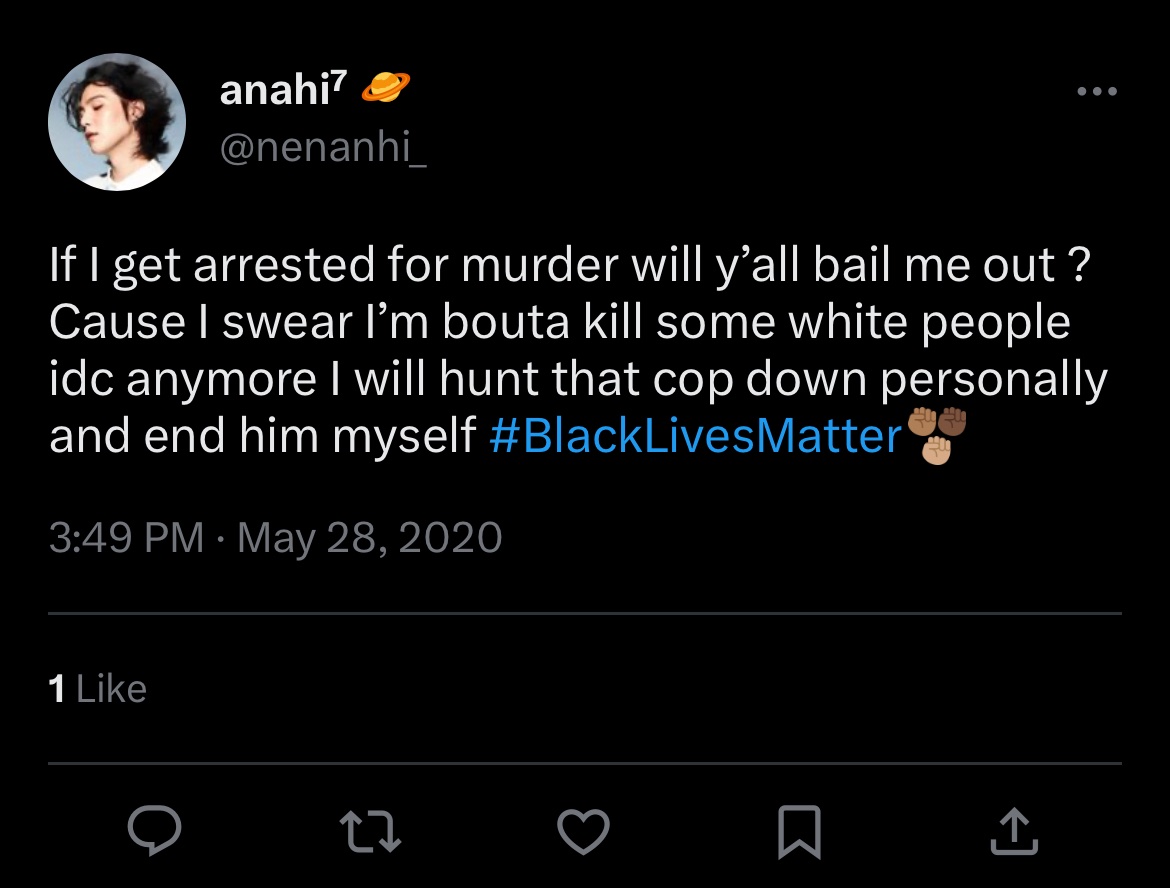 anahi⁷ 🪐
@nenanhi_
If I get arrested for murder will y’all bail me out ?
Cause I swear I’m bouta kill some white people
idc anymore I will hunt that cop down personally
and end him myself #BlackLivesMatter✊🏽✊🏾✊🏼
3:49 PM · May 28, 2020
1 Like